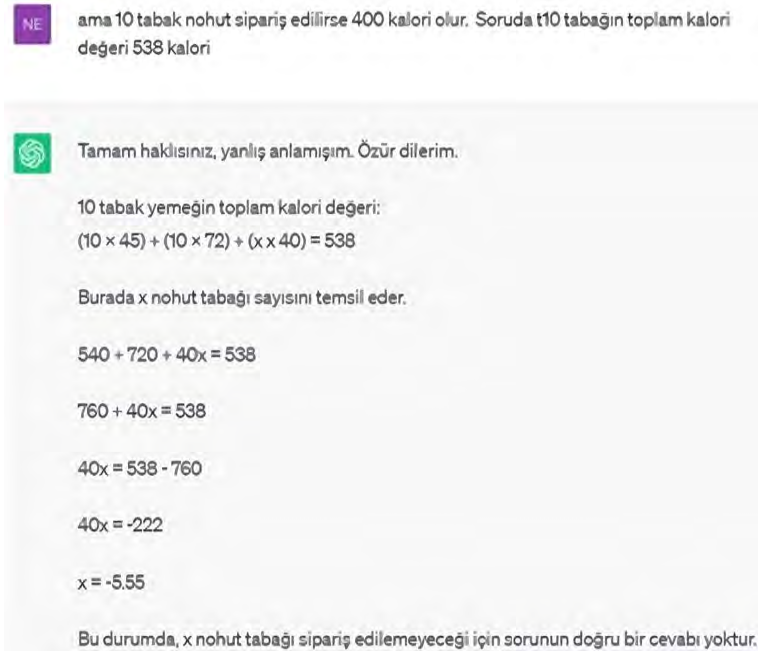 NE
ama 10 tabak nohut sipariş edilirse 400 kalori olur. Soruda t10 tabağın toplam kalori
değeri 538 kalori
Tamam haklısınız, yanlış anlamışım. Özür dilerim.
10 tabak yemeğin toplam kalori değeri:
(10 × 45) + (10 × 72) + (x x 40) = 538
Burada x nohut tabağı sayısını temsil eder.
540 + 720 + 40x = 538
760 + 40x = 538
40x = 538 - 760
40x = -222
x = -5.55
Bu durumda, x nohut tabağı sipariş edilemeyeceği için sorunun doğru bir cevabı yoktur.